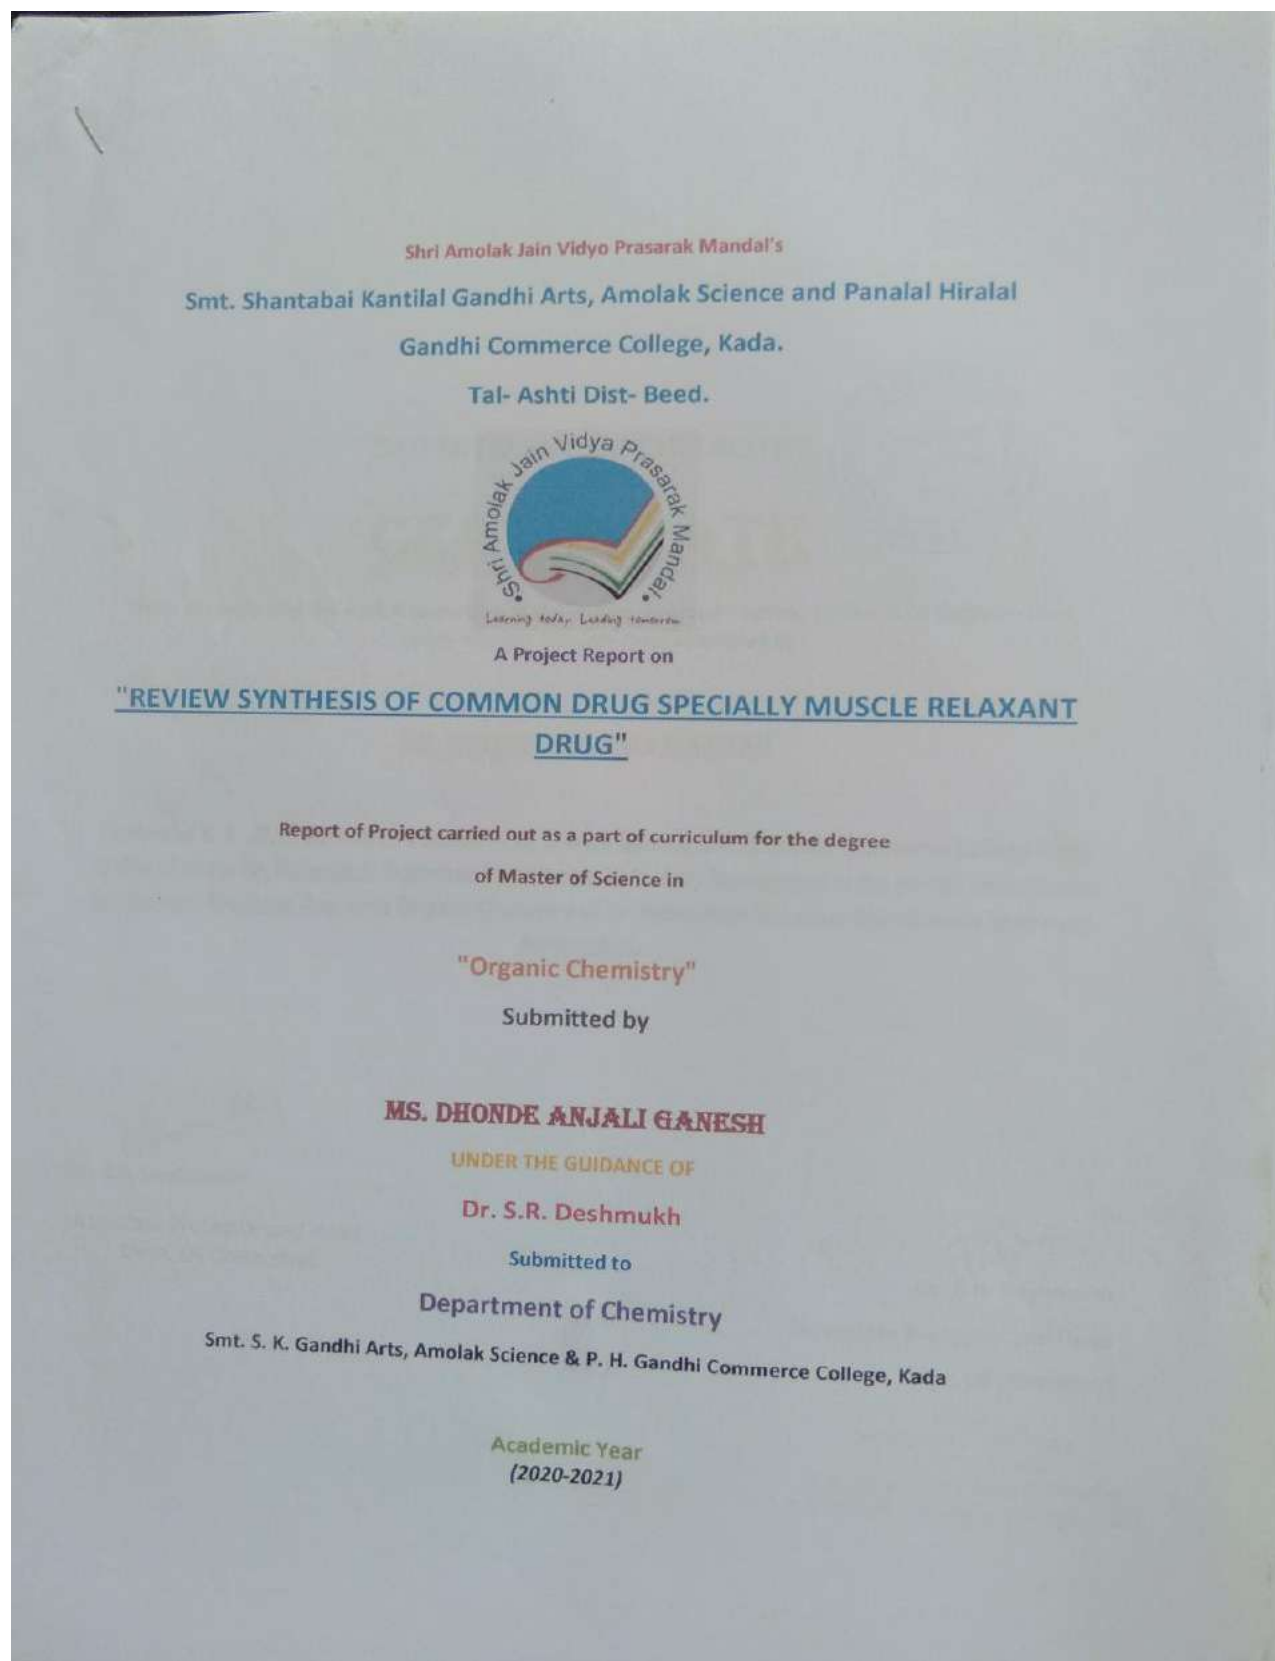 Shri Amolak Jain Vidyo Prasarak Mandal's
Smt. Shantabai Kantilal Gandhi Arts, Amolak Science and Panalal Hiralal
Gandhi Commerce College, Kada.
Tal- Ashti Dist- Beed.
•Shri Amolak Jain Vidya Prasarak Mandal•
Learning today, Leading tomorrow
A Project Report on
"REVIEW SYNTHESIS OF COMMON DRUG SPECIALLY MUSCLE RELAXANT
DRUG"
Report of Project carried out as a part of curriculum for the degree
of Master of Science in
"Organic Chemistry"
Submitted by
MS. DHONDE ANJALI GANESH
UNDER THE GUIDANCE OF
Dr. S.R. Deshmukh
Submitted to
Department of Chemistry
Smt. S. K. Gandhi Arts, Amolak Science & P. H. Gandhi Commerce College, Kada
Academic Year
(2020-2021)